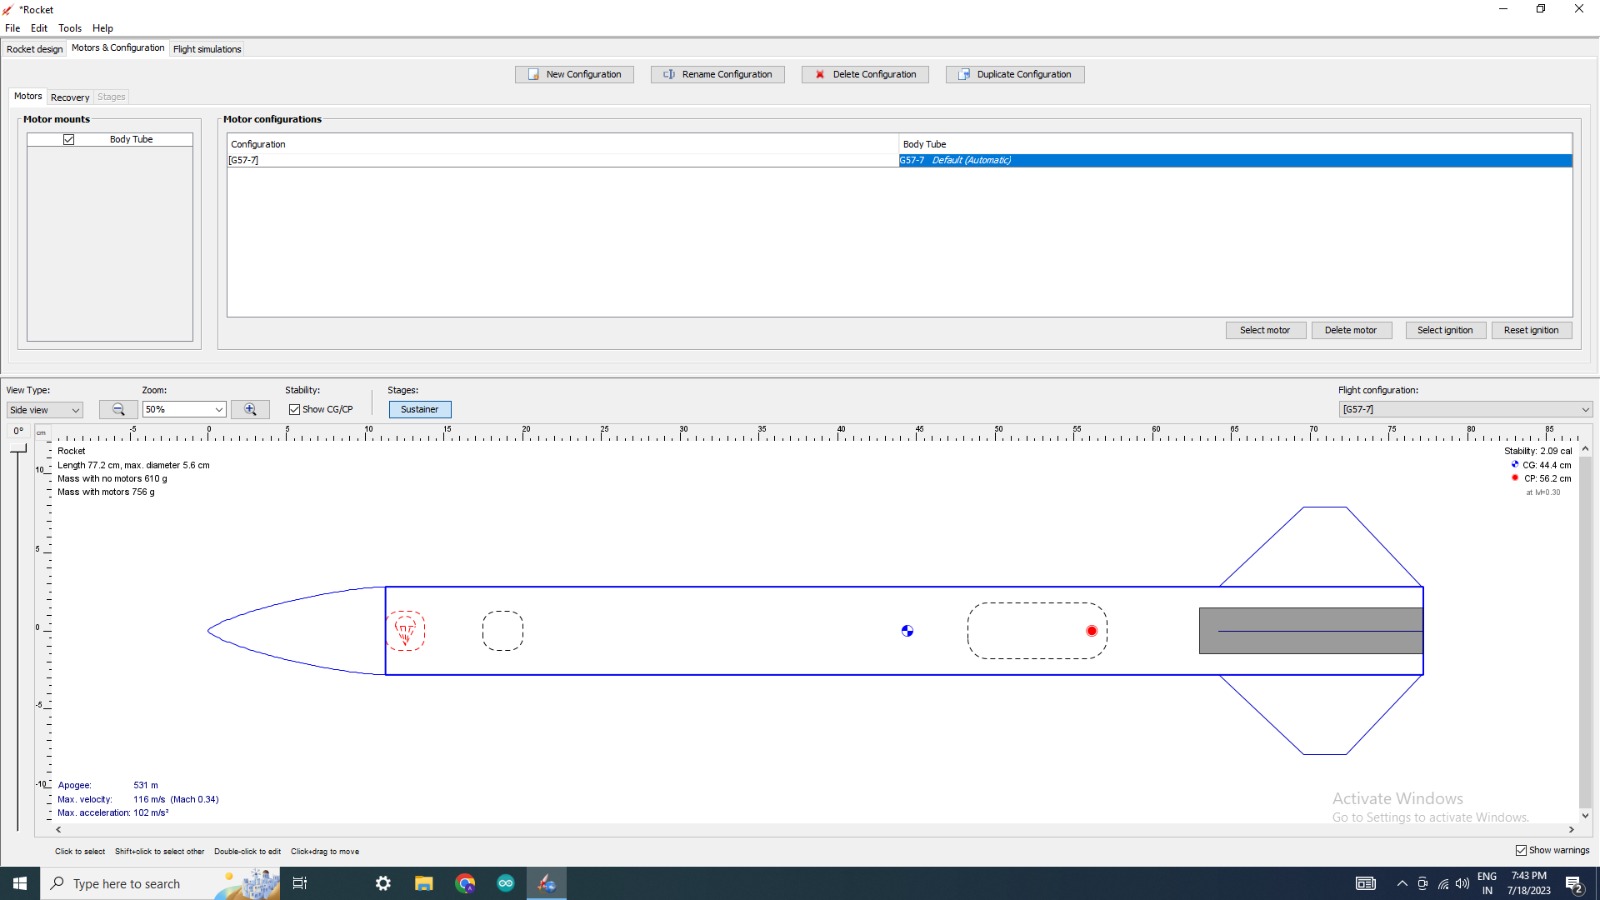 *Rocket
File Edit Tools Help
Rocket design Motors & Configuration Flight simulations
New Configuration Rename Configuration Delete Configuration Duplicate Configuration
Motors Recovery Stages
Motor mounts
Body Tube
Motor configurations
Configuration Body Tube
[G57-7] G57-7 Default (Automatic)
Select motor Delete motor Select ignition Reset ignition
View Type: Zoom: Stability: Stages: Flight configuration:
Side view 50% Show CG/CP Sustainer [G57-7]
0° cm -5 0 5 10 15 20 25 30 35 40 45 50 55 60 65 70 75 80 85
Rocket
Length 77.2 cm, max. diameter 5.6 cm
Mass with no motors 610 g
Mass with motors 756 g
Stability: 2.09 cal
CG: 44.4 cm
CP: 56.2 cm
at M=0.30
10
5
0
-5
-10
Apogee: 531 m
Max. velocity: 116 m/s (Mach 0.34)
Max. acceleration: 102 m/s²
Activate Windows
Go to Settings to activate Windows.
Click to select Shift+click to select other Double-click to edit Click+drag to move Show warnings
Type here to search
ENG
IN
7:43 PM
7/18/2023
2